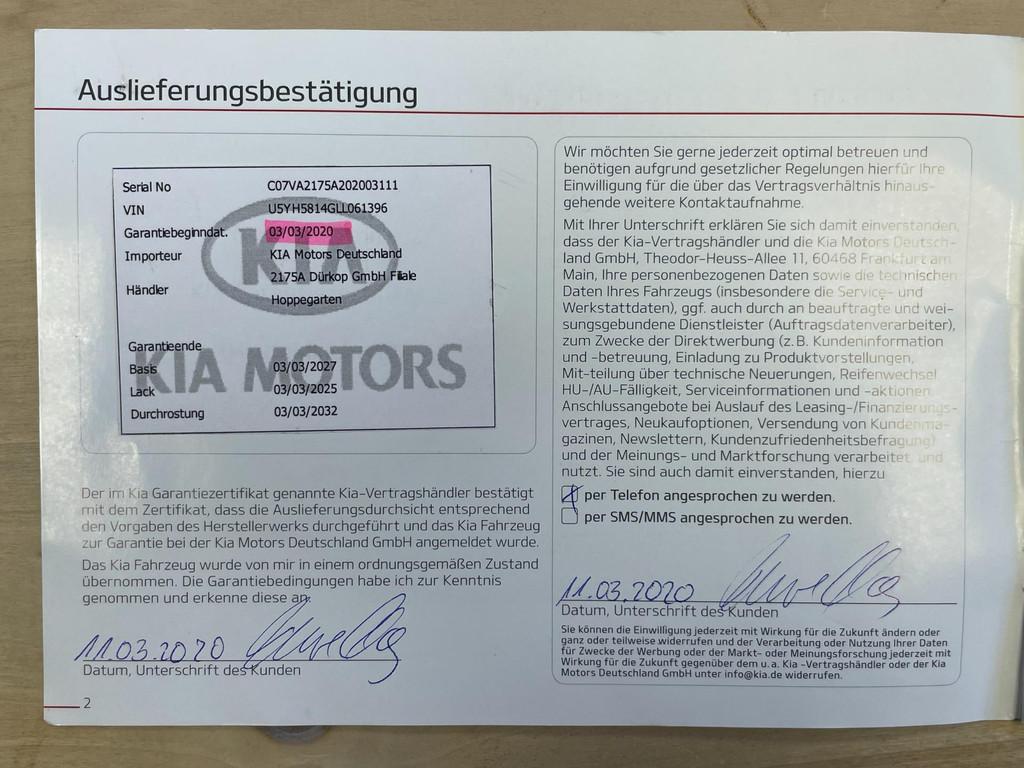 Auslieferungsbestätigung
Serial No C07VA2175A202003111
VIN U5YH5814GLL061396
Garantiebeginndat. 03/03/2020
Importeur KIA Motors Deutschland
Händler 2175A Dürkop GmbH Filiale
Hoppegarten
KIA
Garantieende
Basis 03/03/2027
KIA MOTORS
Lack 03/03/2025
Durchrostung 03/03/2032
Der im Kia Garantiezertifikat genannte Kia-Vertragshändler bestätigt
mit dem Zertifikat, dass die Auslieferungsdurchsicht entsprechend
den Vorgaben des Herstellerwerks durchgeführt und das Kia Fahrzeug
zur Garantie bei der Kia Motors Deutschland GmbH angemeldet wurde.
Das Kia Fahrzeug wurde von mir in einem ordnungsgemäßen Zustand
übernommen. Die Garantiebedingungen habe ich zur Kenntnis
genommen und erkenne diese an.
11.03.2020
Datum, Unterschrift des Kunden
2
Wir möchten Sie gerne jederzeit optimal betreuen und
benötigen aufgrund gesetzlicher Regelungen hierfür Ihre
Einwilligung für die über das Vertragsverhältnis hinaus-
gehende weitere Kontaktaufnahme.
Mit Ihrer Unterschrift erklären Sie sich damit einverstanden,
dass der Kia-Vertragshändler und die Kia Motors Deutsch-
land GmbH, Theodor-Heuss-Allee 11, 60468 Frankfurt am
Main, Ihre personenbezogenen Daten sowie die technischen
Daten Ihres Fahrzeugs (insbesondere die Service- und
Werkstattdaten), ggf. auch durch an beauftragte und wei-
sungsgebundene Dienstleister (Auftragsdatenverarbeiter),
zum Zwecke der Direktwerbung (z.B. Kundeninformation
und -betreuung, Einladung zu Produktvorstellungen,
Mit-teilung über technische Neuerungen, Reifenwechsel
HU-/AU-Fälligkeit, Serviceinformationen und -aktionen
Anschlussangebote bei Auslauf des Leasing-/Finanzierungs-
vertrages, Neukaufoptionen, Versendung von Kundenma-
gazinen, Newslettern, Kundenzufriedenheitsbefragung)
und der Meinungs- und Marktforschung verarbeitet und
nutzt. Sie sind auch damit einverstanden, hierzu
per Telefon angesprochen zu werden.
per SMS/MMS angesprochen zu werden.
11.03.2020
Datum, Unterschrift des Kunden
Sie können die Einwilligung jederzeit mit Wirkung für die Zukunft ändern oder
ganz oder teilweise widerrufen und der Verarbeitung oder Nutzung Ihrer Daten
für Zwecke der Werbung oder der Markt- oder Meinungsforschung jederzeit mit
Wirkung für die Zukunft gegenüber dem u.a. Kia -Vertragshändler oder der Kia
Motors Deutschland GmbH unter info@kia.de widerrufen.